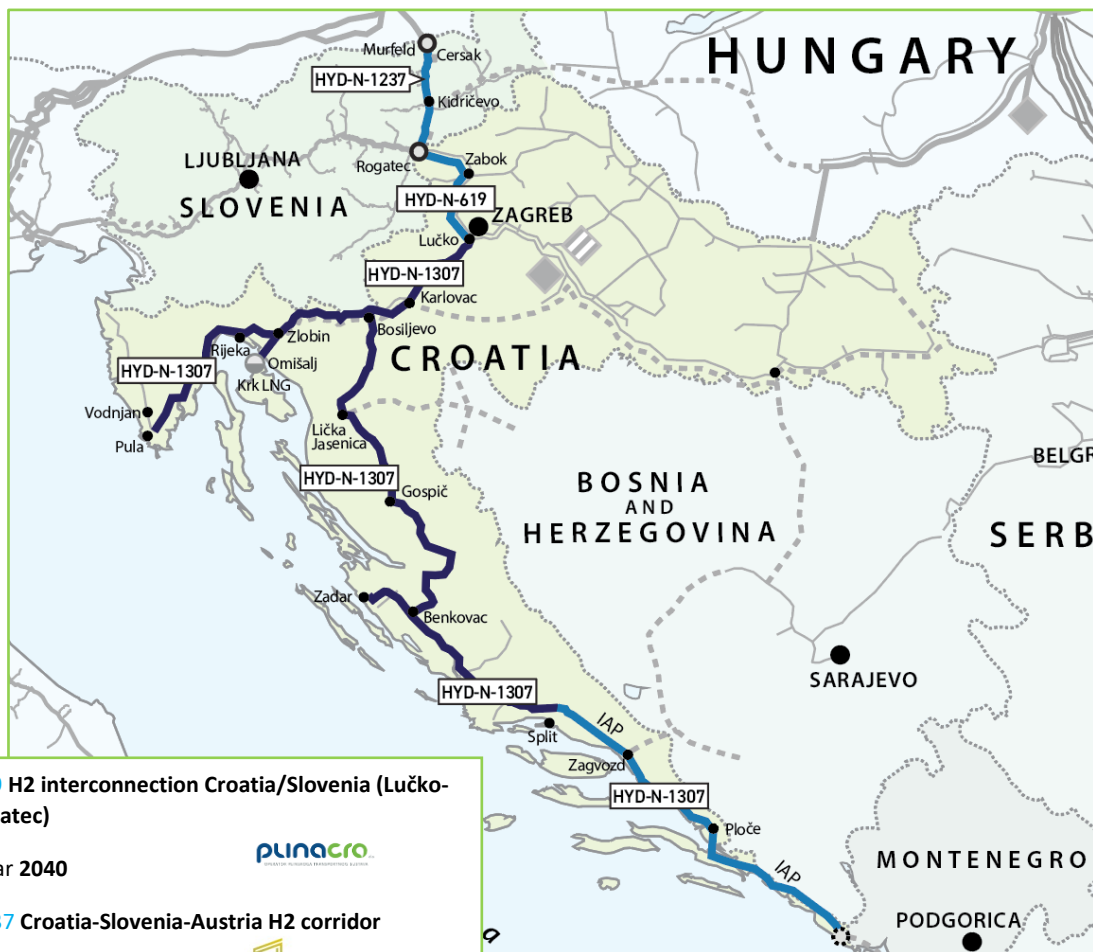 HUNGARY
Murfeld
Cersak
HYD-N-1237
Kidričevo
Rogatec
Zabok
LJUBLJANA
SLOVENIA
HYD-N-619
ZAGREB
Lučko
HYD-N-1307
Karlovac
Bosiljevo
Zlobin
Rijeka
Omišalj
CROATIA
HYD-N-1307
Krk LNG
Vodnjan
Pula
Lička
Jasenica
BELGR
HYD-N-1307
Gospič
BOSNIA
AND
HERZEGOVINA
SERB
Zadar
Benkovac
SARAJEVO
HYD-N-1307
IAP
Split
Zagvozd
HYD-N-1307
Ploče
IAP
MONTENEGRO
PODGORICA
H2 interconnection Croatia/Slovenia (Lučko-
atec)
plinacro
ar 2040
37 Croatia-Slovenia-Austria H2 corridor
a